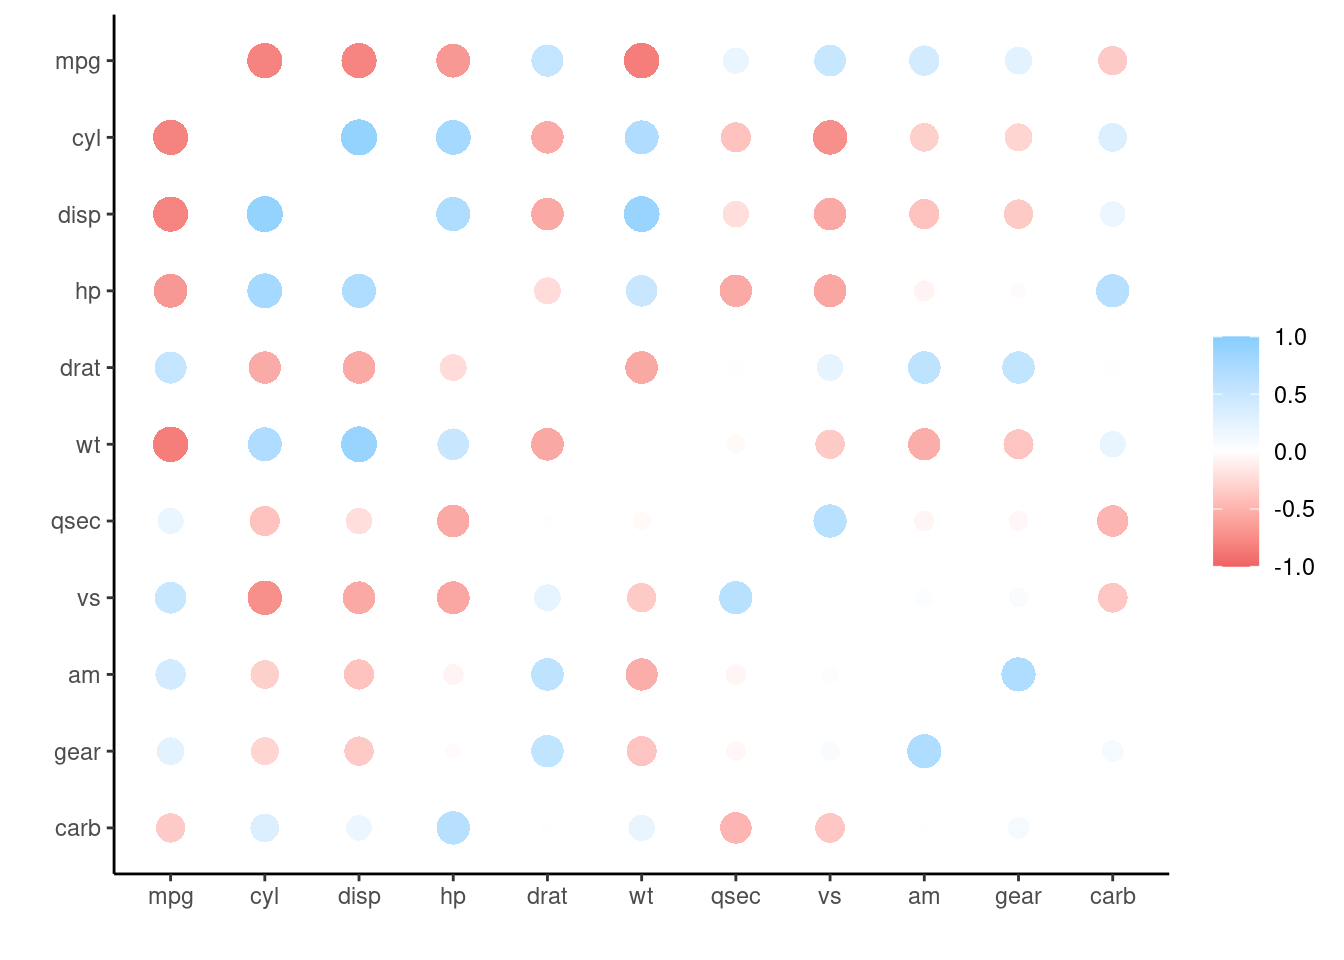 mpg
cyl
disp
hp
drat
wt
qsec
vs
am
gear
carb
mpg cyl disp hp drat wt qsec vs am gear carb
1.0
0.5
0.0
-0.5
-1.0